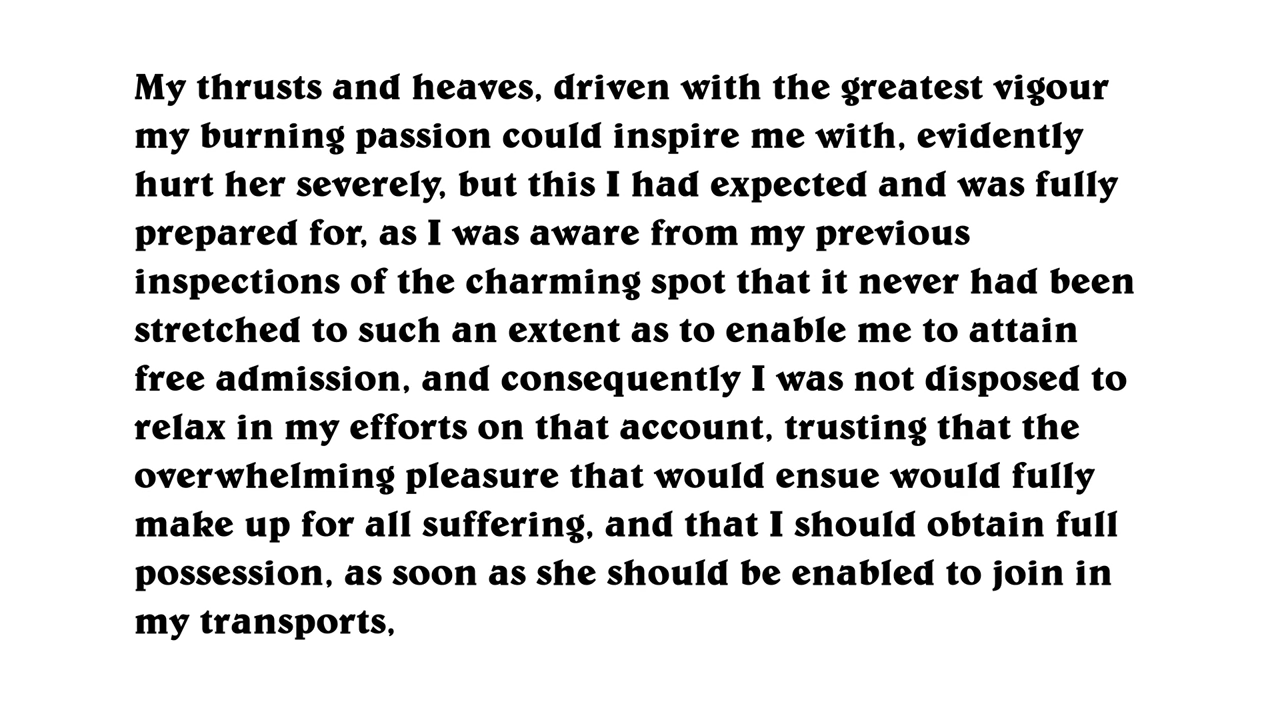 My thrusts and heaves, driven with the greatest vigour
my burning passion could inspire me with, evidently
hurt her severely, but this I had expected and was fully
prepared for, as I was aware from my previous
inspections of the charming spot that it never had been
stretched to such an extent as to enable me to attain
free admission, and consequently I was not disposed to
relax in my efforts on that account, trusting that the
overwhelming pleasure that would ensue would fully
make up for all suffering, and that I should obtain full
possession, as soon as she should be enabled to join in
my transports,